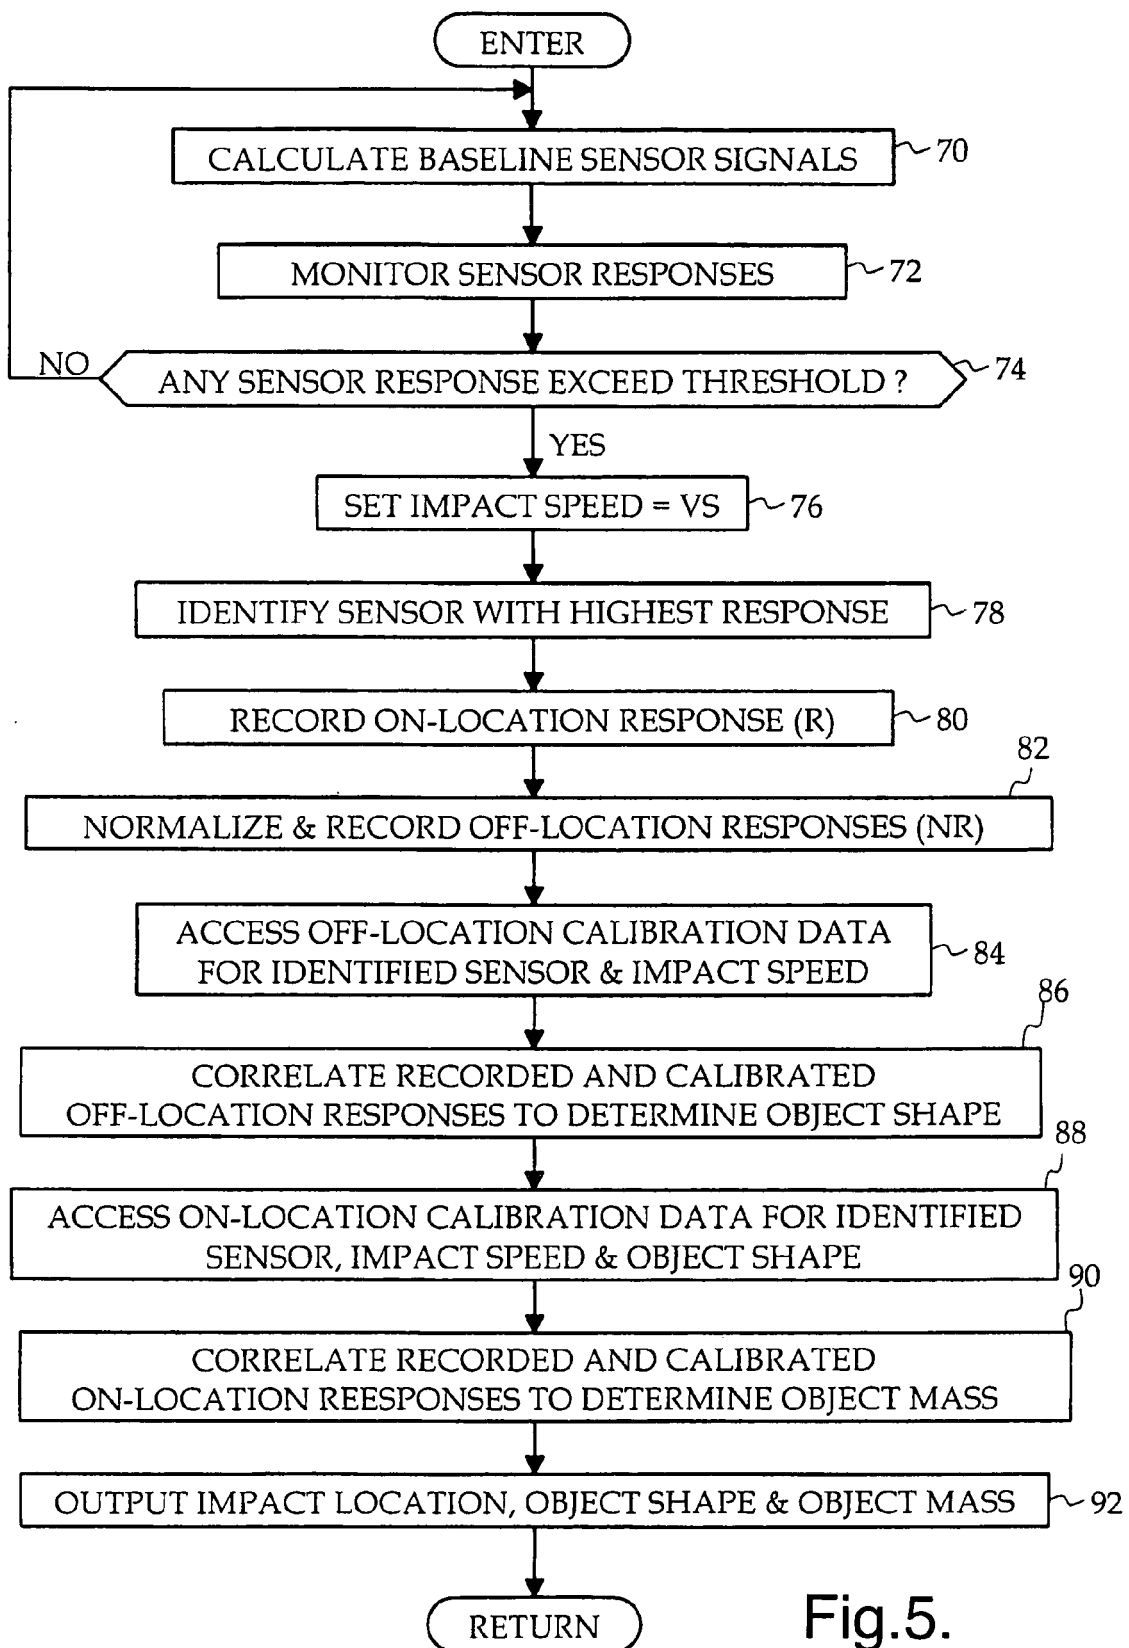 ENTER
CALCULATE BASELINE SENSOR SIGNALS
70
MONITOR SENSOR RESPONSES
72
NO
ANY SENSOR RESPONSE EXCEED THRESHOLD ?
74
YES
SET IMPACT SPEED = VS
76
IDENTIFY SENSOR WITH HIGHEST RESPONSE
78
RECORD ON-LOCATION RESPONSE (R)
80
82
NORMALIZE & RECORD OFF-LOCATION RESPONSES (NR)
ACCESS OFF-LOCATION CALIBRATION DATA
FOR IDENTIFIED SENSOR & IMPACT SPEED
84
86
CORRELATE RECORDED AND CALIBRATED
OFF-LOCATION RESPONSES TO DETERMINE OBJECT SHAPE
88
ACCESS ON-LOCATION CALIBRATION DATA FOR IDENTIFIED
SENSOR, IMPACT SPEED & OBJECT SHAPE
90
CORRELATE RECORDED AND CALIBRATED
ON-LOCATION REESPONSES TO DETERMINE OBJECT MASS
OUTPUT IMPACT LOCATION, OBJECT SHAPE & OBJECT MASS
92
RETURN
Fig.5.